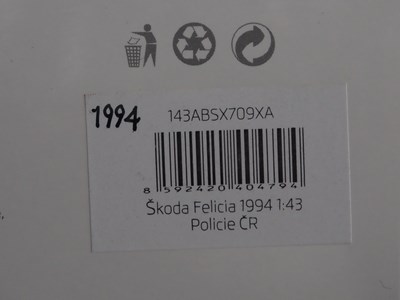 1994 143ABSX709XA
8 592420 404794
Škoda Felicia 1994 1:43
Policie ČR